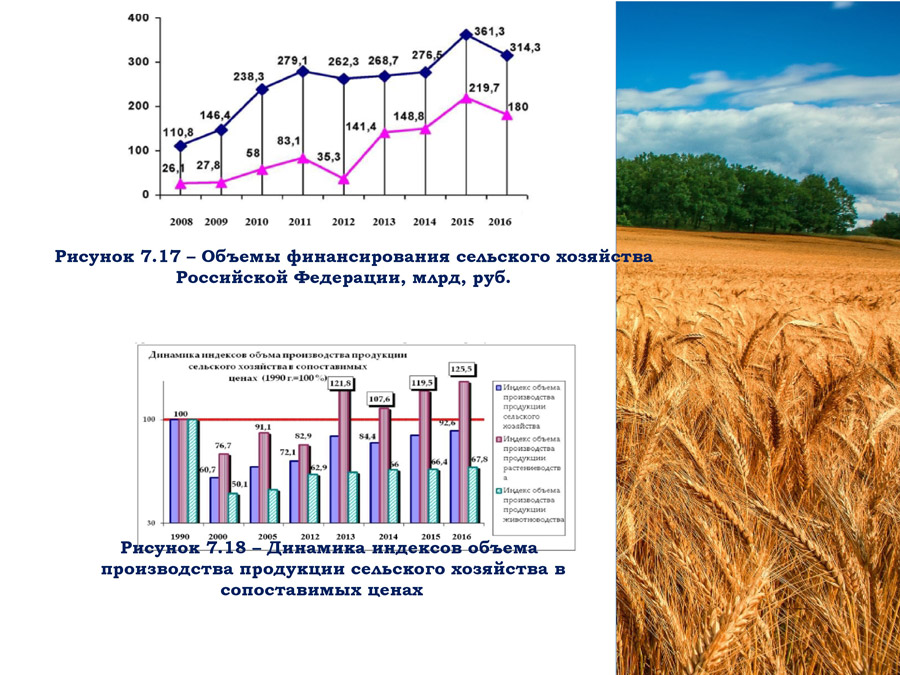 400
300
200
100
0
110,8
146,4
238,3
279,1
262,3
268,7
276,5
361,3
314,3
26,1
27,8
58
83,1
35,3
141,4
148,8
219,7
180
2008 2009 2010 2011 2012 2013 2014 2015 2016
Рисунок 7.17 – Объемы финансирования сельского хозяйства
Российской Федерации, млрд, руб.
Динамика индексов объма производства продукции
сельского хозяйства в сопоставимых
ценах (1990 г.=100 %)
100
50
100
60,7
76,7
50,1
91,1
72,1
82,9
62,9
121,8
84,4
107,6
66
119,5
66,4
92,6
125,5
67,8
1990 2000 2005 2012 2013 2014 2015 2016
Индекс объема
производства
продукции
сельского
хозяйства
Индекс объема
производства
продукции
растениеводств
а
Индекс объема
производства
продукции
животноводства
Рисунок 7.18 – Динамика индексов объема
производства продукции сельского хозяйства в
сопоставимых ценах